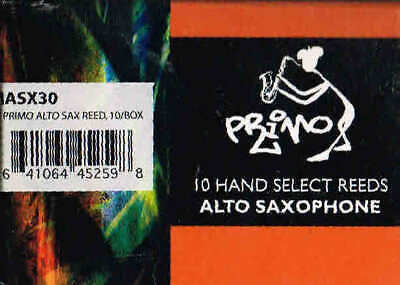 ASX30
PRIMO ALTO SAX REED, 10/BOX
6 41064 45259 8
PRIMO
10 HAND SELECT REEDS
ALTO SAXOPHONE